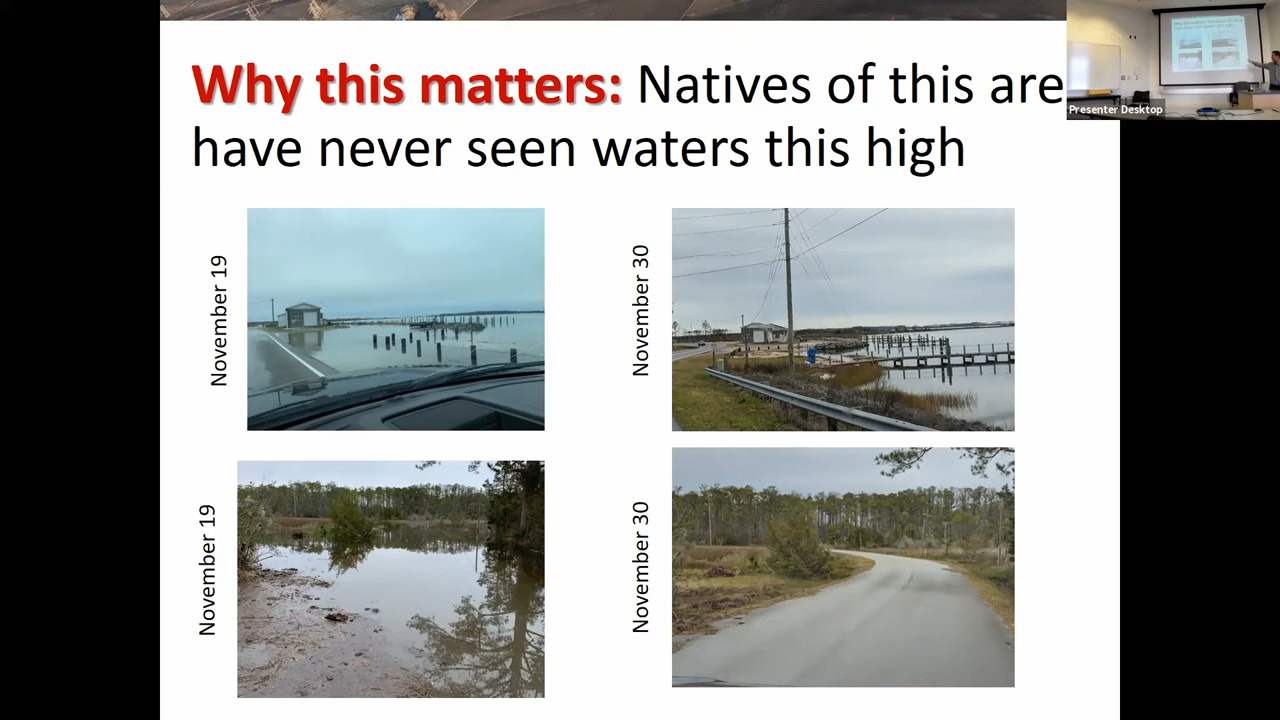 Why this matters: Natives of this are
have never seen waters this high
Presenter Desktop
November 19
November 30
November 19
November 30